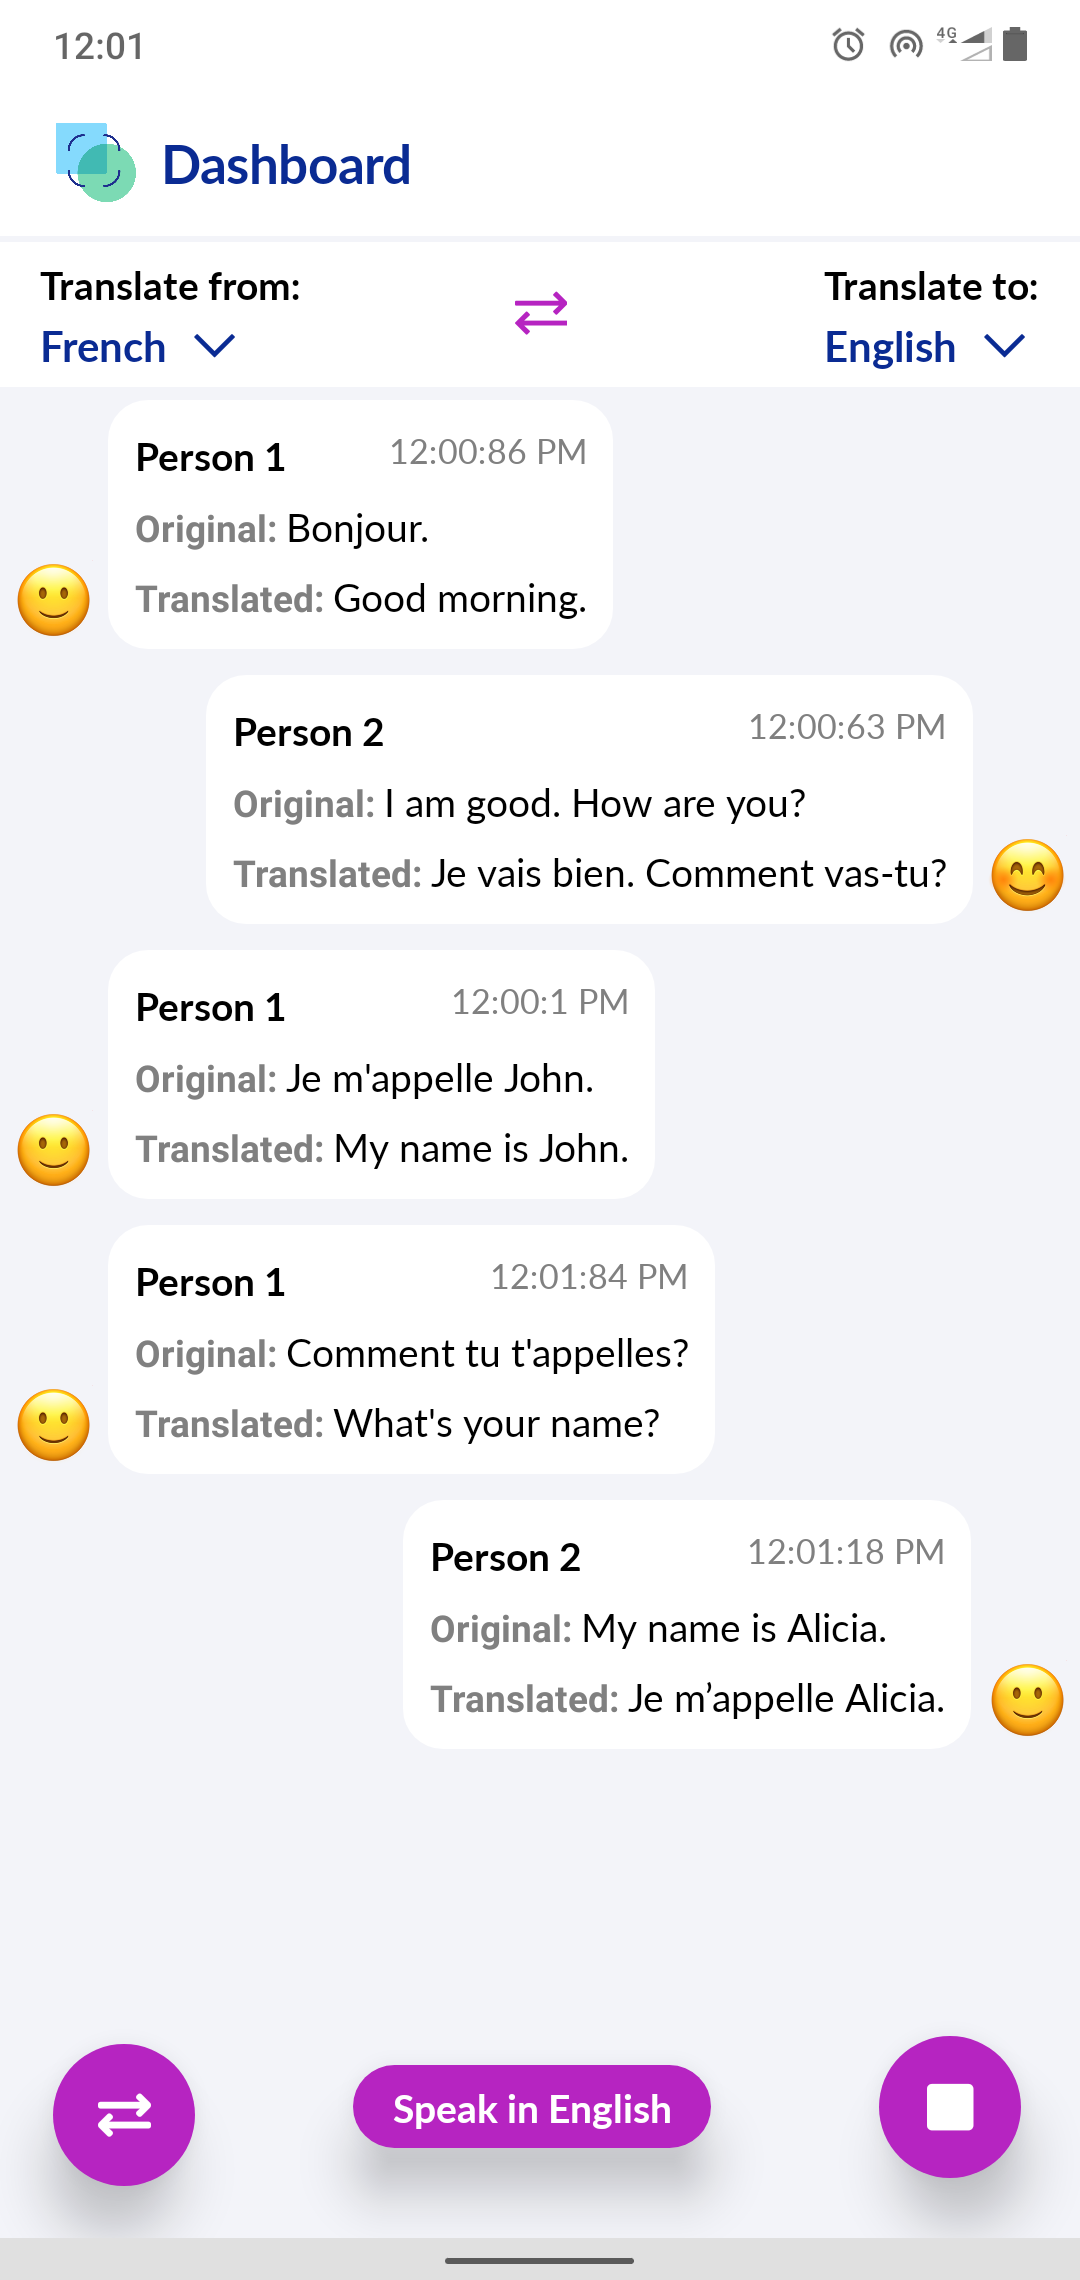 12:01
4G
Dashboard
Translate from:
Translate to:
French
English
Person 1
12:00:86 PM
Original: Bonjour.
Translated: Good morning.
Person 2
12:00:63 PM
Original: I am good. How are you?
Translated: Je vais bien. Comment vas-tu?
Person 1
12:00:1 PM
Original: Je m'appelle John.
Translated: My name is John.
Person 1
12:01:84 PM
Original: Comment tu t'appelles?
Translated: What's your name?
Person 2
12:01:18 PM
Original: My name is Alicia.
Translated: Je m’appelle Alicia.
Speak in English